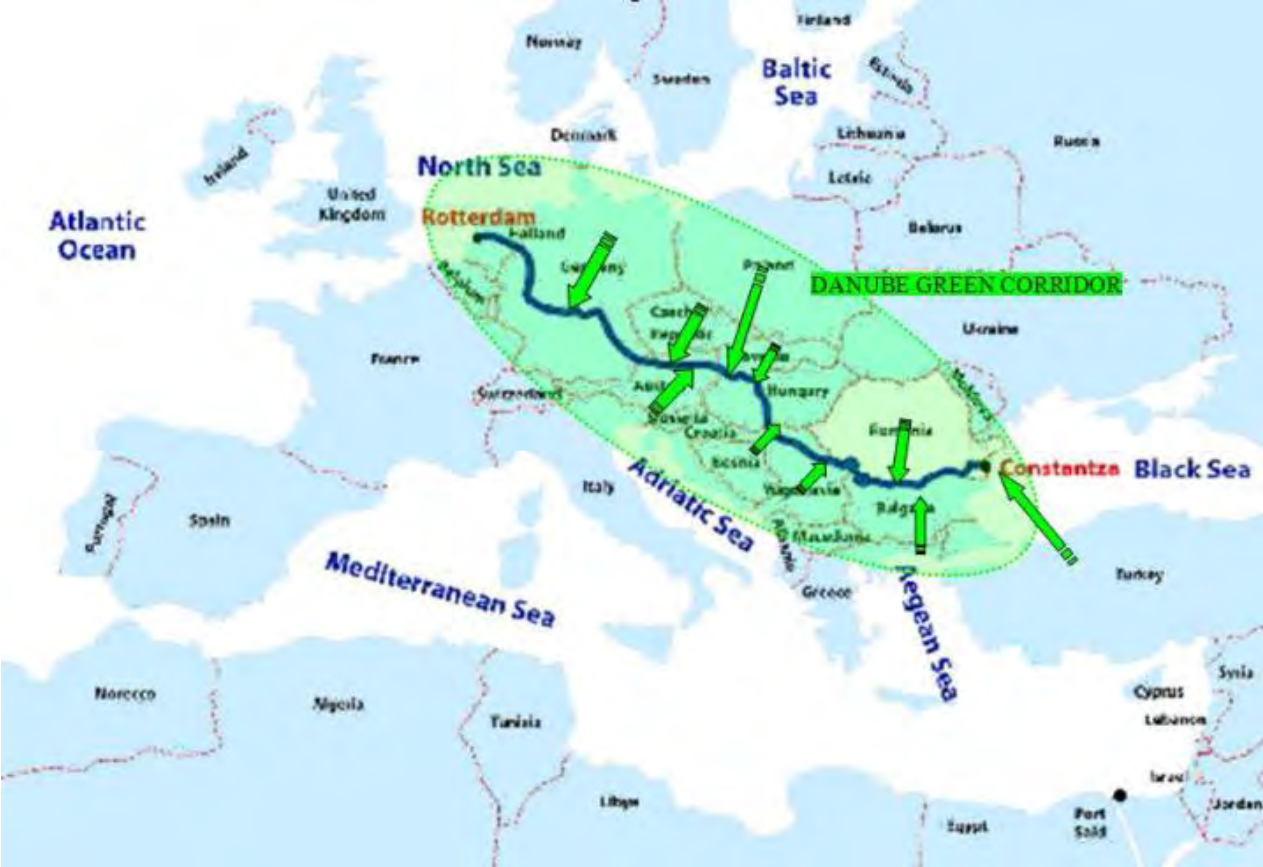 Finland
Norway
Sweden
Baltic
Sea
Estonia
Denmark
Lithuania
Russia
Ireland
North Sea
Latvia
United
Kingdom
Atlantic
Ocean
Rotterdam
Holland
Belarus
Germany
Poland
Belgium
DANUBE GREEN CORRIDOR
Czech
Republic
Ukraine
France
Moldova
Switzerland
Hungary
Slovenia
Croatia
Romania
Bosnia
Constantza
Black Sea
Italy
Adriatic Sea
Yugoslavia
Bulgaria
Portugal
Spain
Macedonia
Albania
Mediterranean Sea
Greece
Turkey
Aegean Sea
Morocco
Algeria
Tunisia
Cyprus
Syria
Lebanon
Israel
Libya
Jordan
Egypt
Port
Said